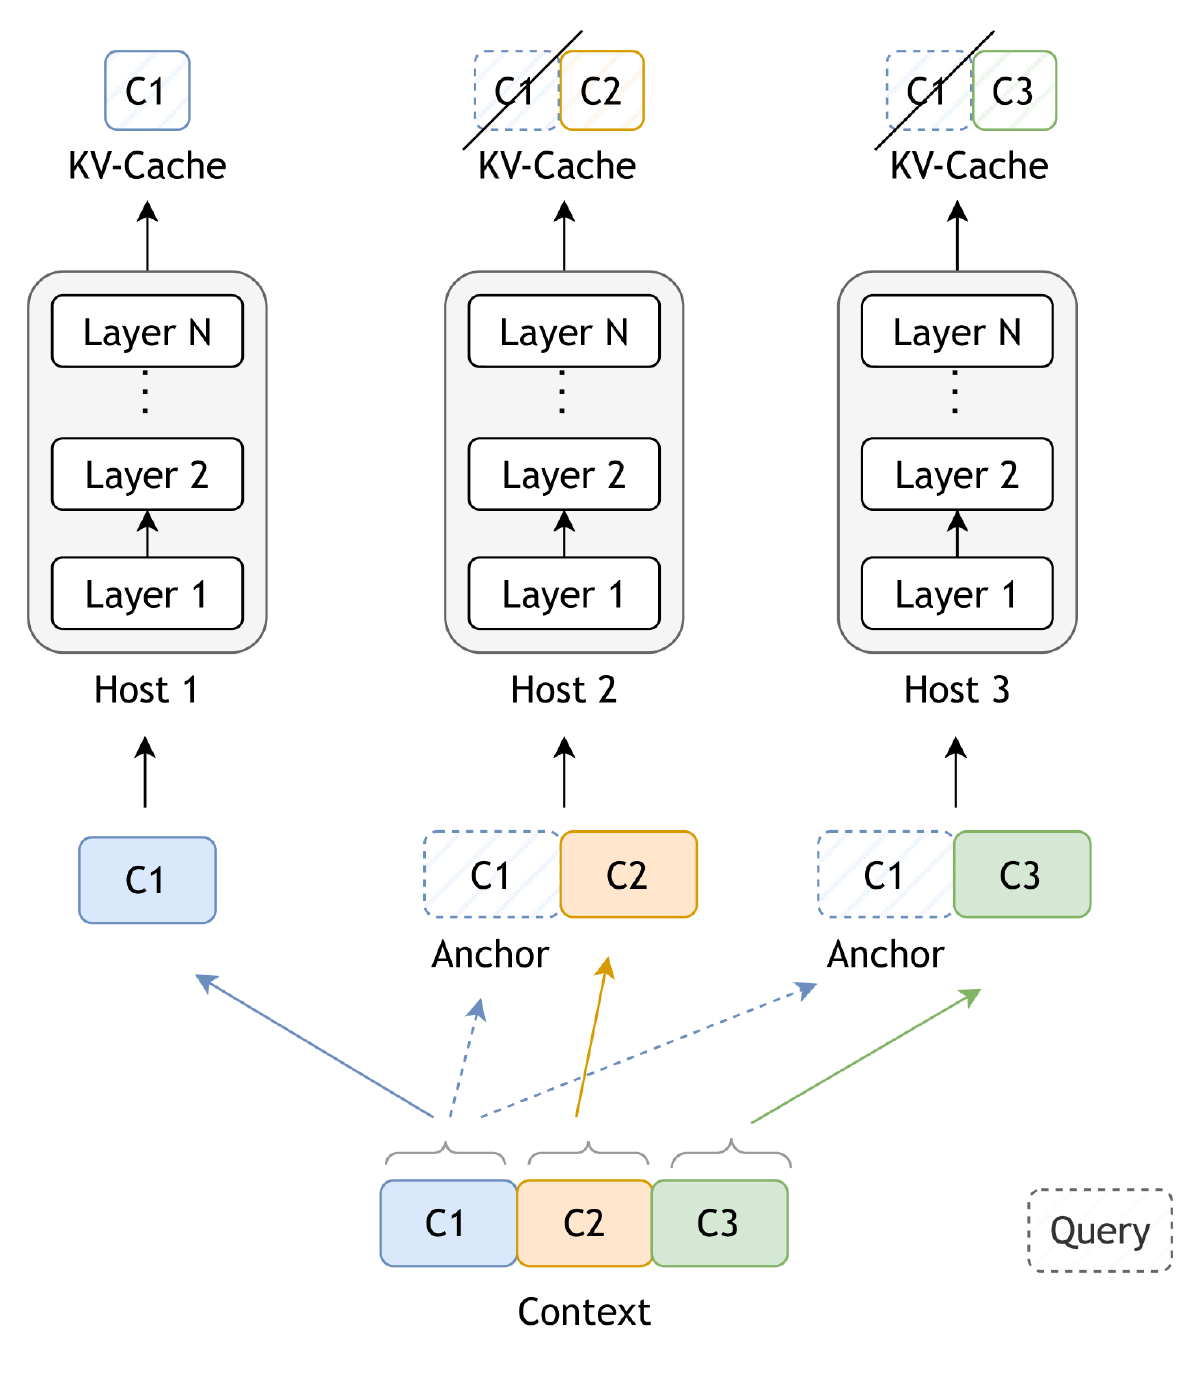 C1
C1 C2
C1 C3
KV-Cache
KV-Cache
KV-Cache
Layer N
Layer N
Layer N
⋮
⋮
⋮
Layer 2
Layer 2
Layer 2
Layer 1
Layer 1
Layer 1
Host 1
Host 2
Host 3
C1
C1 C2
C1 C3
Anchor
Anchor
C1 C2 C3
Query
Context